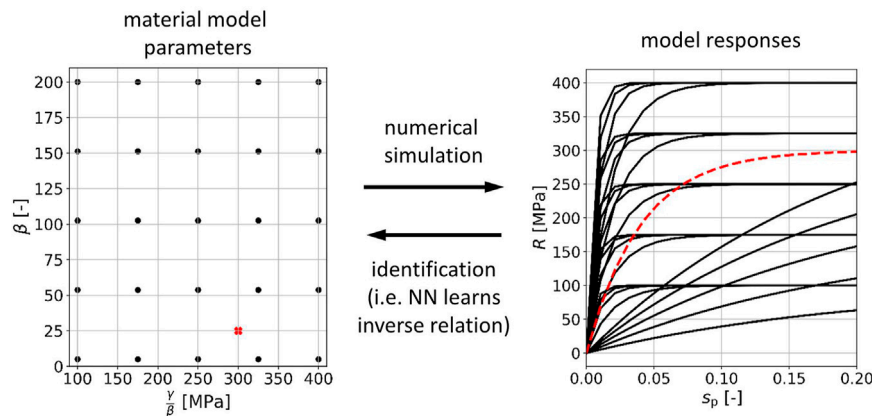 material model
parameters
200
175
150
125
100
75
50
25
0
β [-]
100 150 200 250 300 350 400
γ/β [MPa]
numerical
simulation
identification
(i.e. NN learns
inverse relation)
model responses
400
350
300
250
200
150
100
50
0
R [MPa]
0.00 0.05 0.10 0.15 0.20
sp [-]